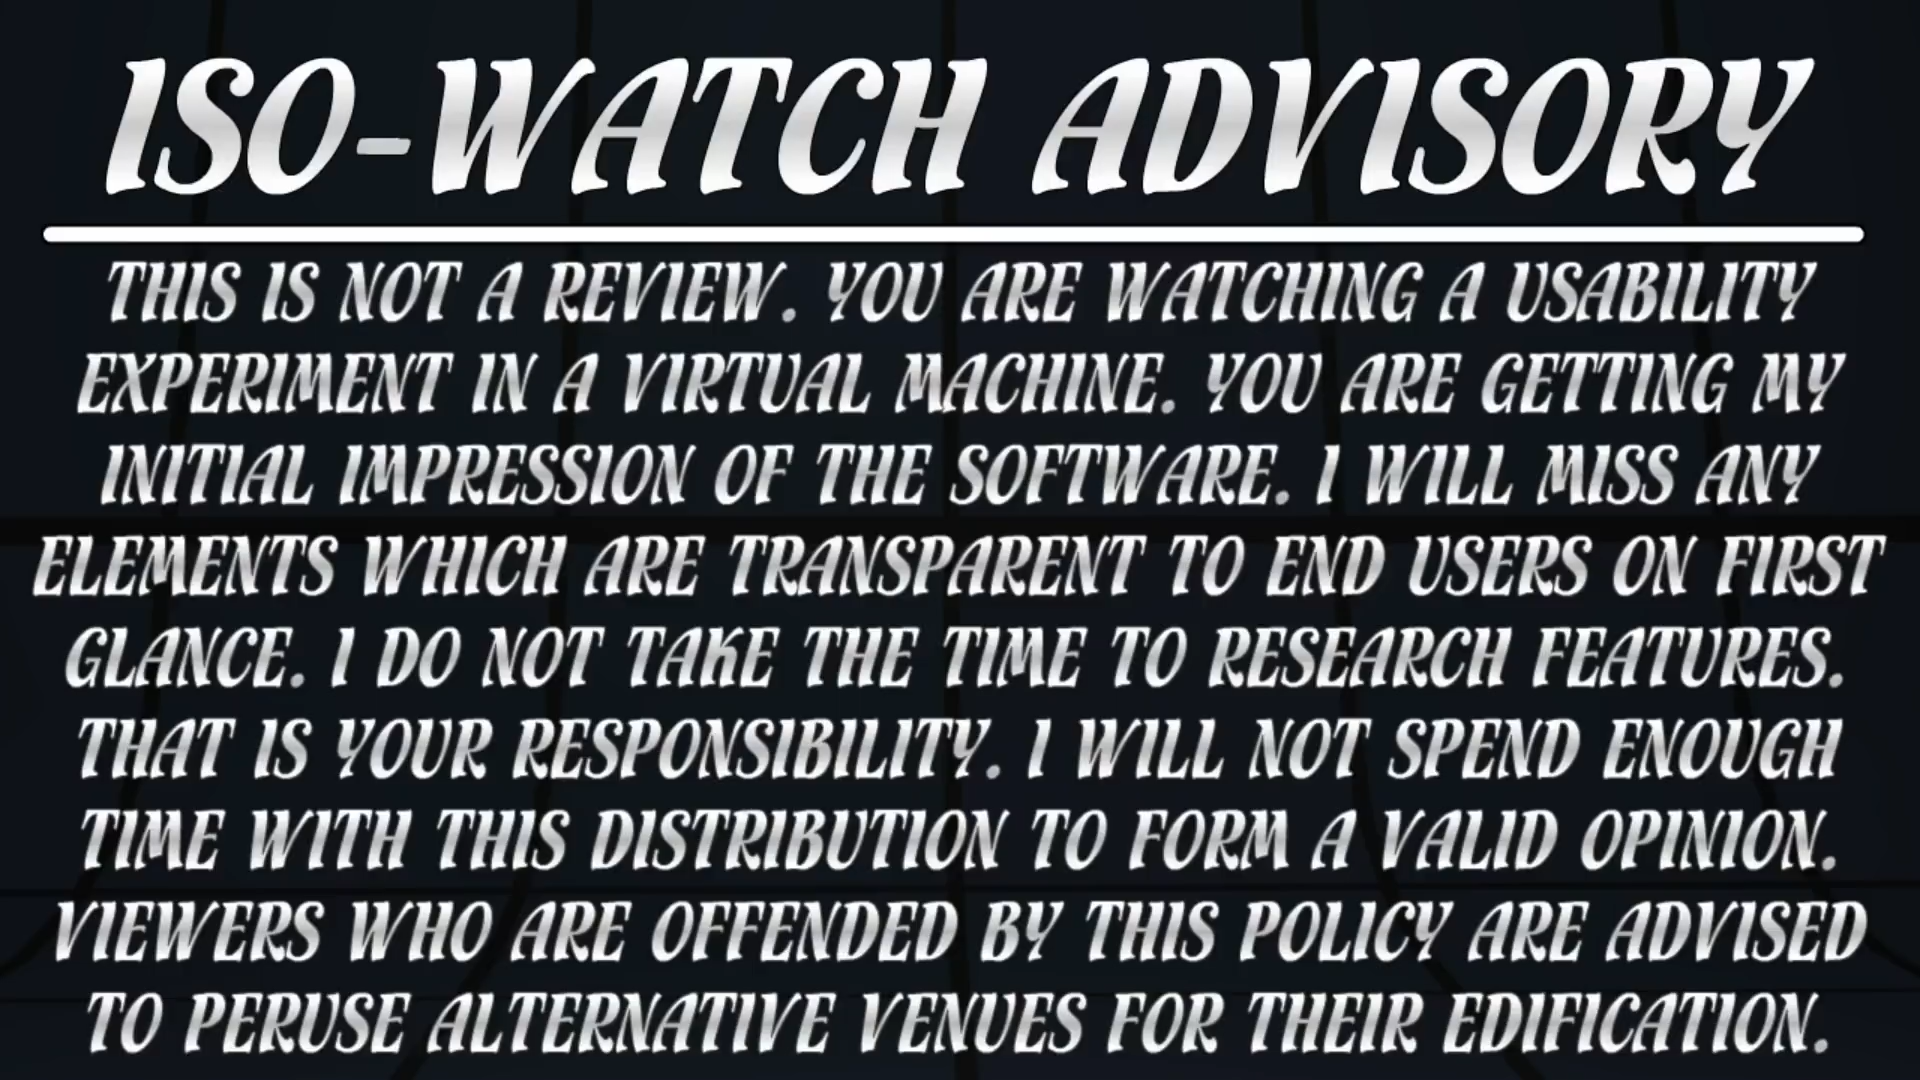 ISO-WATCH ADVISORY
THIS IS NOT A REVIEW. YOU ARE WATCHING A USABILITY
EXPERIMENT IN A VIRTUAL MACHINE. YOU ARE GETTING MY
INITIAL IMPRESSION OF THE SOFTWARE. I WILL MISS ANY
ELEMENTS WHICH ARE TRANSPARENT TO END USERS ON FIRST
GLANCE. I DO NOT TAKE THE TIME TO RESEARCH FEATURES.
THAT IS YOUR RESPONSIBILITY. I WILL NOT SPEND ENOUGH
TIME WITH THIS DISTRIBUTION TO FORM A VALID OPINION.
VIEWERS WHO ARE OFFENDED BY THIS POLICY ARE ADVISED
TO PERUSE ALTERNATIVE VENUES FOR THEIR EDIFICATION.